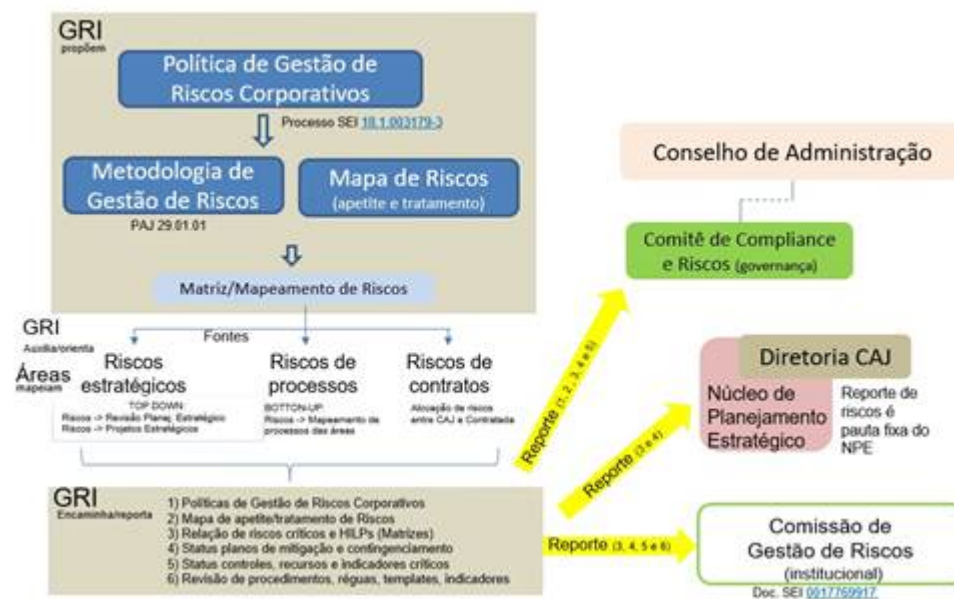 GRI
propõem
Política de Gestão de
Riscos Corporativos
Processo SEI 18.1.003179-3
Metodologia de
Gestão de Riscos
PAJ 29.01.01
Mapa de Riscos
(apetite e tratamento)
Matriz/Mapeamento de Riscos
GRI
Auxilia/orienta
Áreas
mapeiam
Fontes
Riscos
estratégicos
TOP DOWN:
Riscos -> Revisão Planej. Estratégico
Riscos -> Projetos Estratégicos
Riscos de
processos
BOTTON-UP:
Riscos -> Mapeamento de
processos das áreas
Riscos de
contratos
Alocação de risco
entre CAJ e Contratada
GRI
Encaminha/reporta
1) Políticas de Gestão de Riscos Corporativos
2) Mapa de apetite/tratamento de Riscos
3) Relação de riscos críticos e HILPs (Matrizes)
4) Status planos de mitigação e contingenciamento
5) Status controles, recursos e indicadores críticos
6) Revisão de procedimentos, réguas, templates, indicadores
Reporte (1, 2, 3, 4 e 5)
Reporte (3 e 4)
Reporte (3, 4, 5 e 6)
Conselho de Administração
Comitê de Compliance
e Riscos (governança)
Diretoria CAJ
Núcleo de
Planejamento
Estratégico
Reporte de
riscos é
pauta fixa do
NPE
Comissão de
Gestão de Riscos
(institucional)
Doc. SEI 0017769917